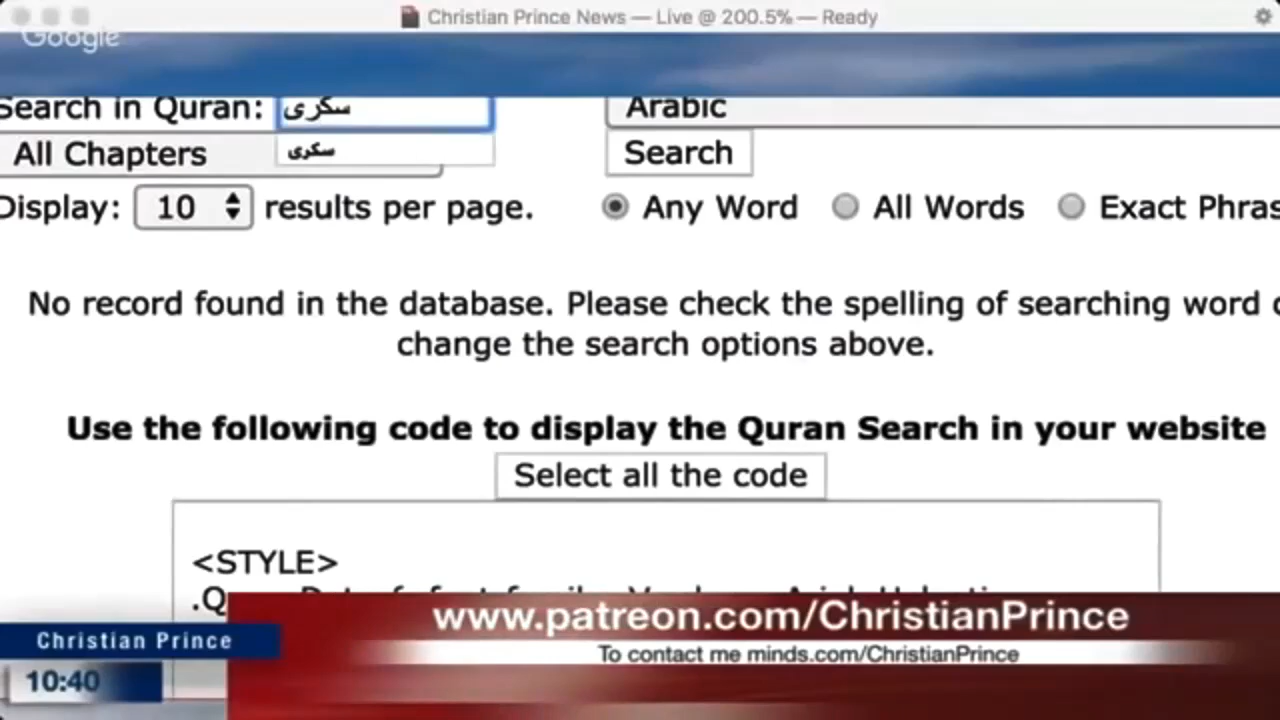 Christian Prince News — Live @ 200.5% — Ready
Google
Search in Quran: سكرى Arabic
All Chapters سكرى Search
Display: 10 results per page. Any Word All Words Exact Phras
No record found in the database. Please check the spelling of searching word
change the search options above.
Use the following code to display the Quran Search in your website
Select all the code
<STYLE>
www.patreon.com/ChristianPrince
Christian Prince
To contact me minds.com/ChristianPrince
10:40